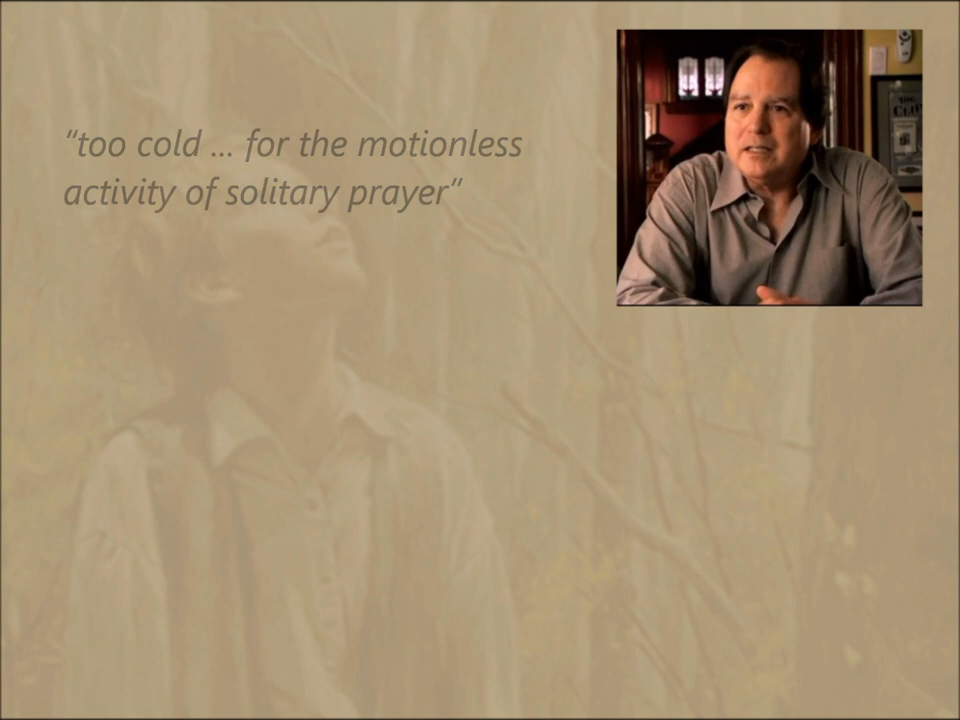 “too cold ... for the motionless
activity of solitary prayer”